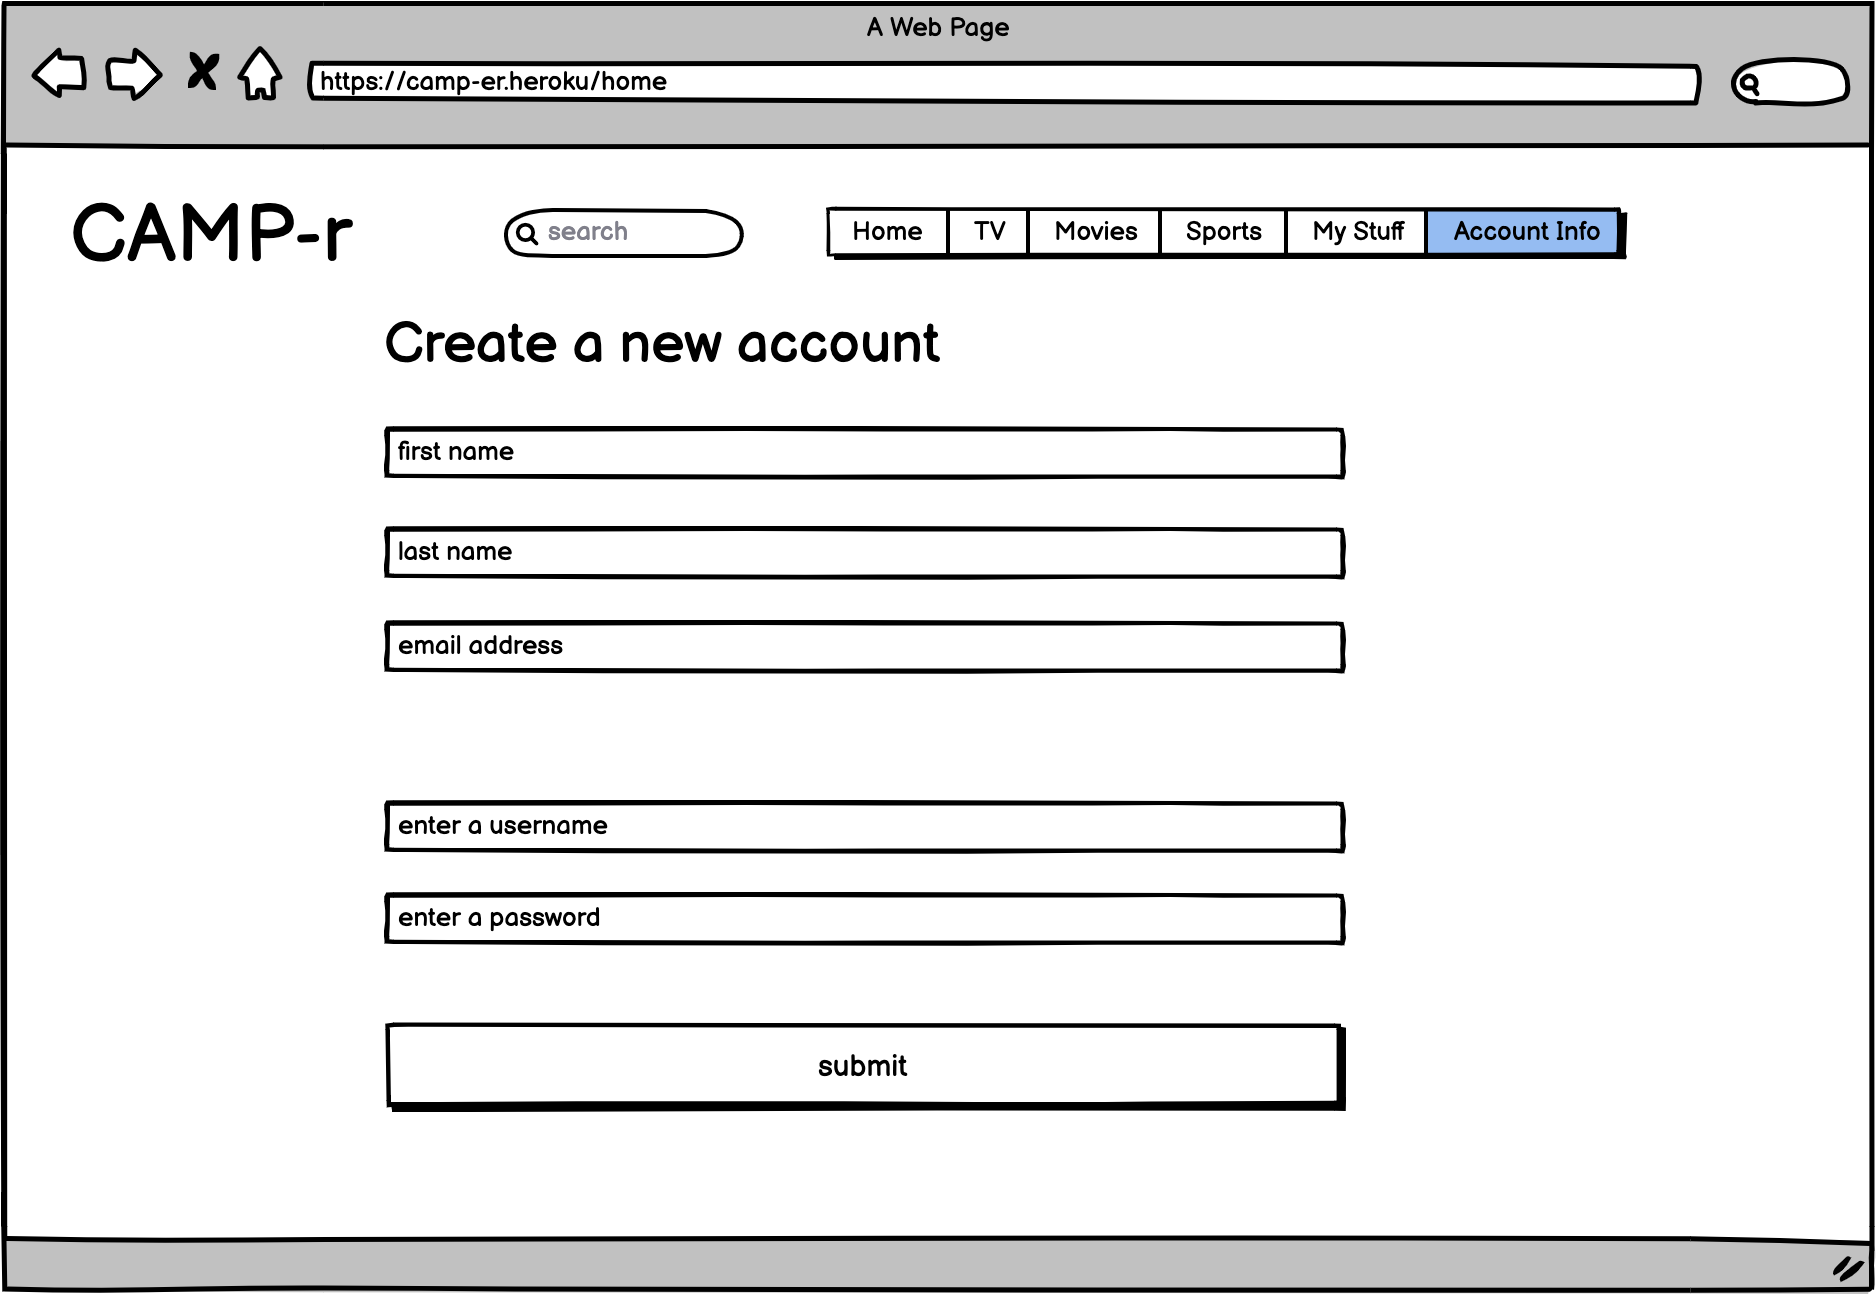 A Web Page
https://camp-er.heroku/home
CAMP-r
search
Home TV Movies Sports My Stuff Account Info
Create a new account
first name
last name
email address
enter a username
enter a password
submit